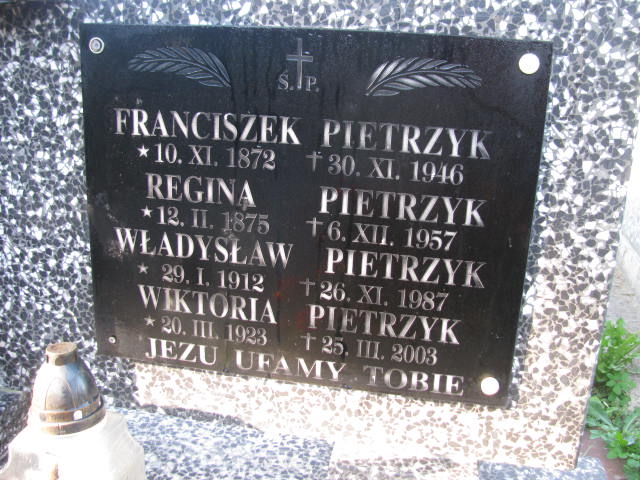 Ś.P.
FRANCISZEK PIETRZYK
* 10. XI. 1872 † 30. XI. 1946
REGINA PIETRZYK
* 12. II. 1875 † 6. XII. 1957
WŁADYSŁAW PIETRZYK
* 29. I. 1912 † 26. XI. 1987
WIKTORIA PIETRZYK
* 20. III. 1923 † 25. III. 2003
JEZU UFAMY TOBIE